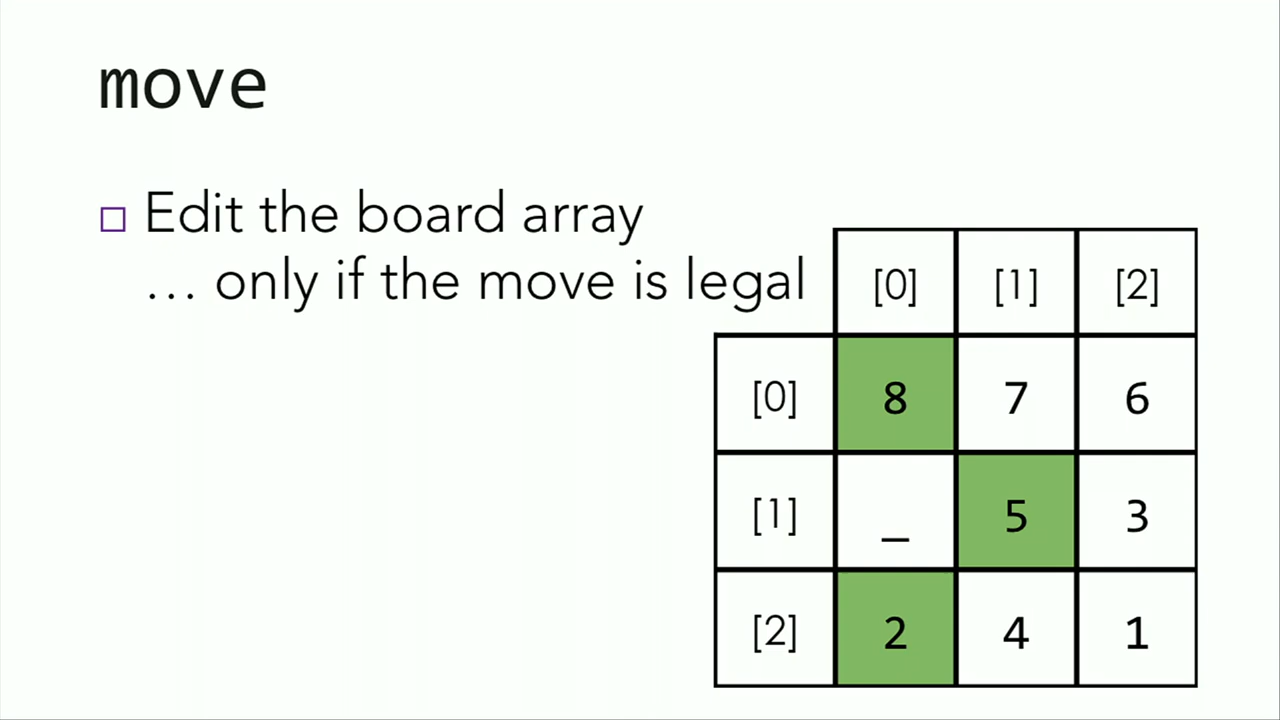 move
Edit the board array
… only if the move is legal
[0] [1] [2]
[0] 8 7 6
[1] _ 5 3
[2] 2 4 1